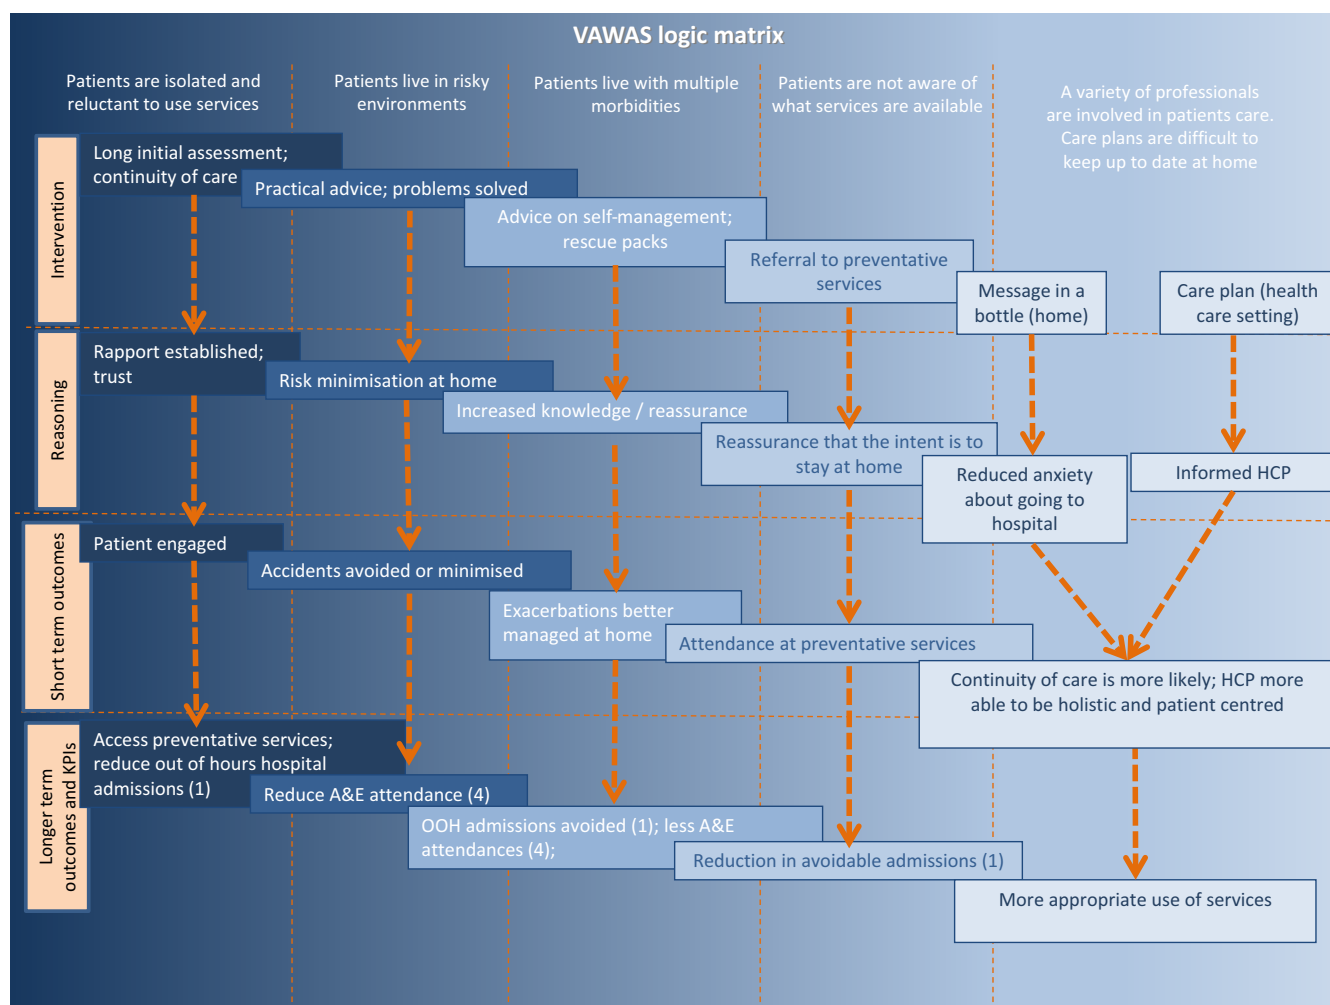 VAWAS logic matrix
Patients are isolated and
reluctant to use services
Patients live in risky
environments
Patients live with multiple
morbidities
Patients are not aware of
what services are available
A variety of professionals
are involved in patients care.
Care plans are difficult to
keep up to date at home
Intervention
Long initial assessment;
continuity of care
Practical advice; problems solved
Advice on self-management;
rescue packs
Referral to preventative
services
Message in a
bottle (home)
Care plan (health
care setting)
Reasoning
Rapport established;
trust
Risk minimisation at home
Increased knowledge / reassurance
Reassurance that the intent is to
stay at home
Reduced anxiety
about going to
hospital
Informed HCP
Short term outcomes
Patient engaged
Accidents avoided or minimised
Exacerbations better
managed at home
Attendance at preventative services
Continuity of care is more likely; HCP more
able to be holistic and patient centred
Longer term
outcomes and KPIs
Access preventative services;
reduce out of hours hospital
admissions (1)
Reduce A&E attendance (4)
OOH admissions avoided (1); less A&E
attendances (4);
Reduction in avoidable admissions (1)
More appropriate use of services